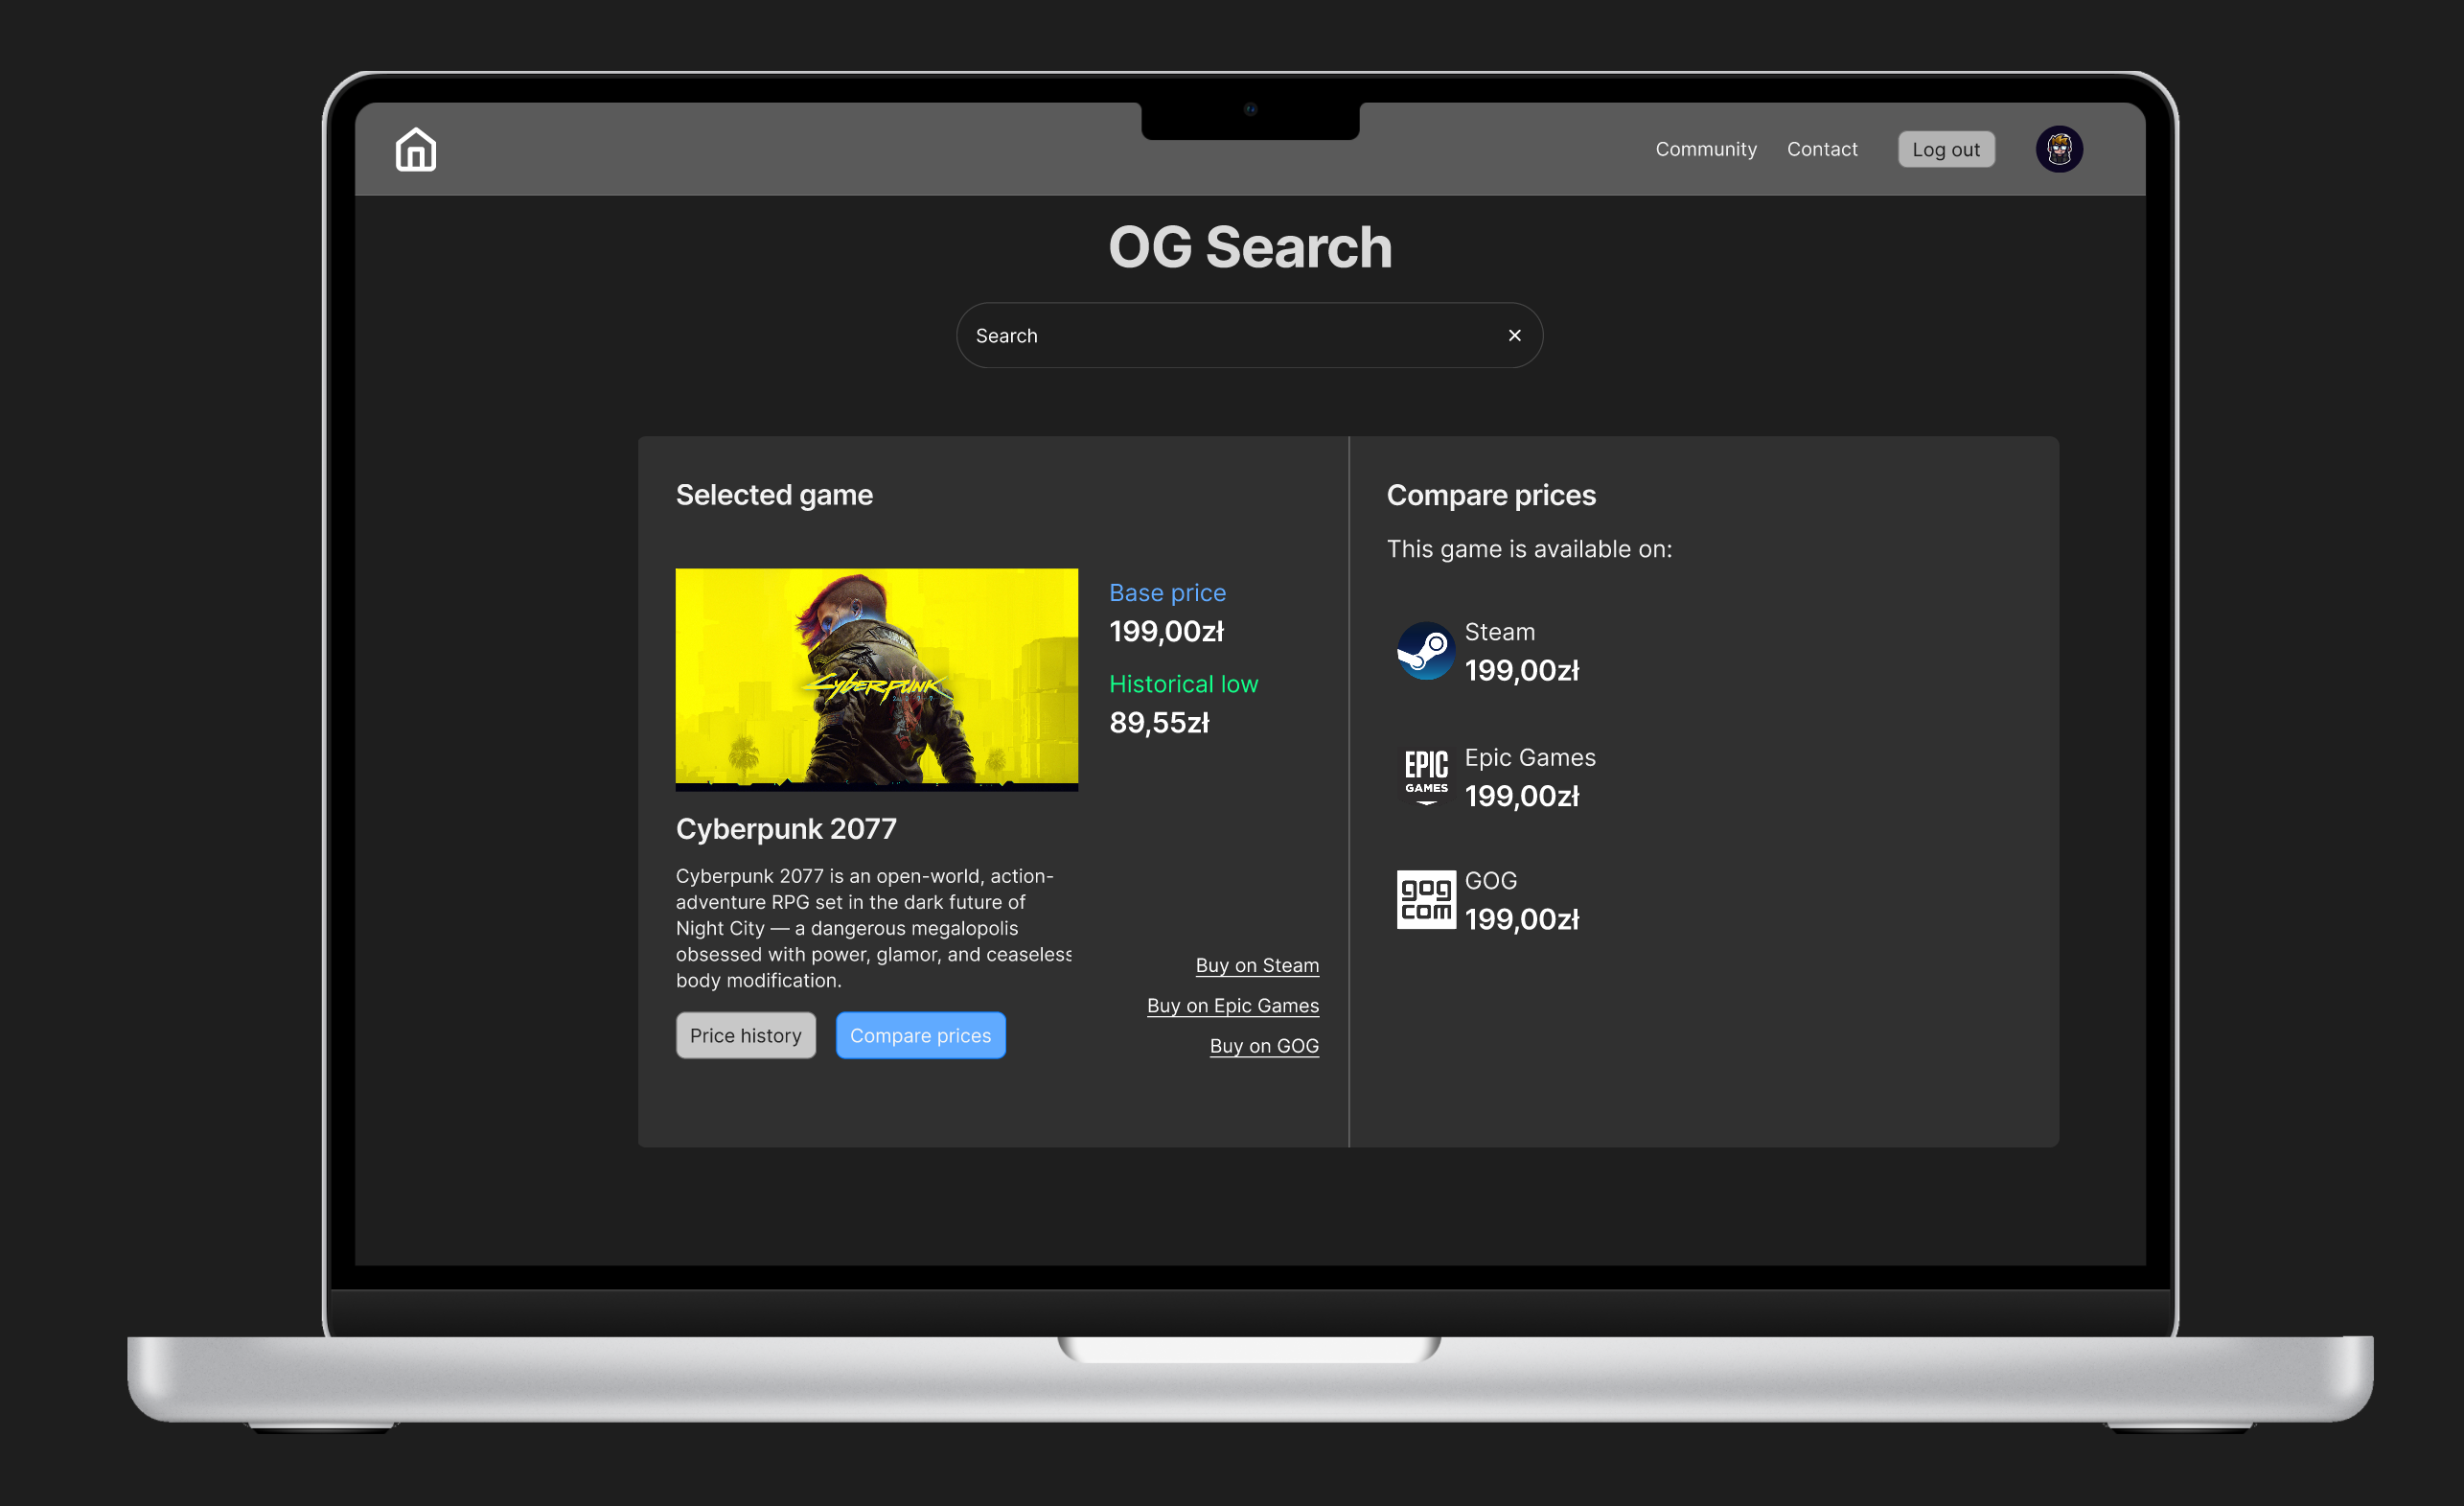 Community
Contact
Log out
OG Search
Search
Selected game
CYBERPUNK
2077
Base price
199,00zł
Historical low
89,55zł
Cyberpunk 2077
Cyberpunk 2077 is an open-world, action-
adventure RPG set in the dark future of
Night City — a dangerous megalopolis
obsessed with power, glamor, and ceaseless
body modification.
Price history
Compare prices
Buy on Steam
Buy on Epic Games
Buy on GOG
Compare prices
This game is available on:
Steam
199,00zł
EPIC
GAMES
Epic Games
199,00zł
gog
com
GOG
199,00zł